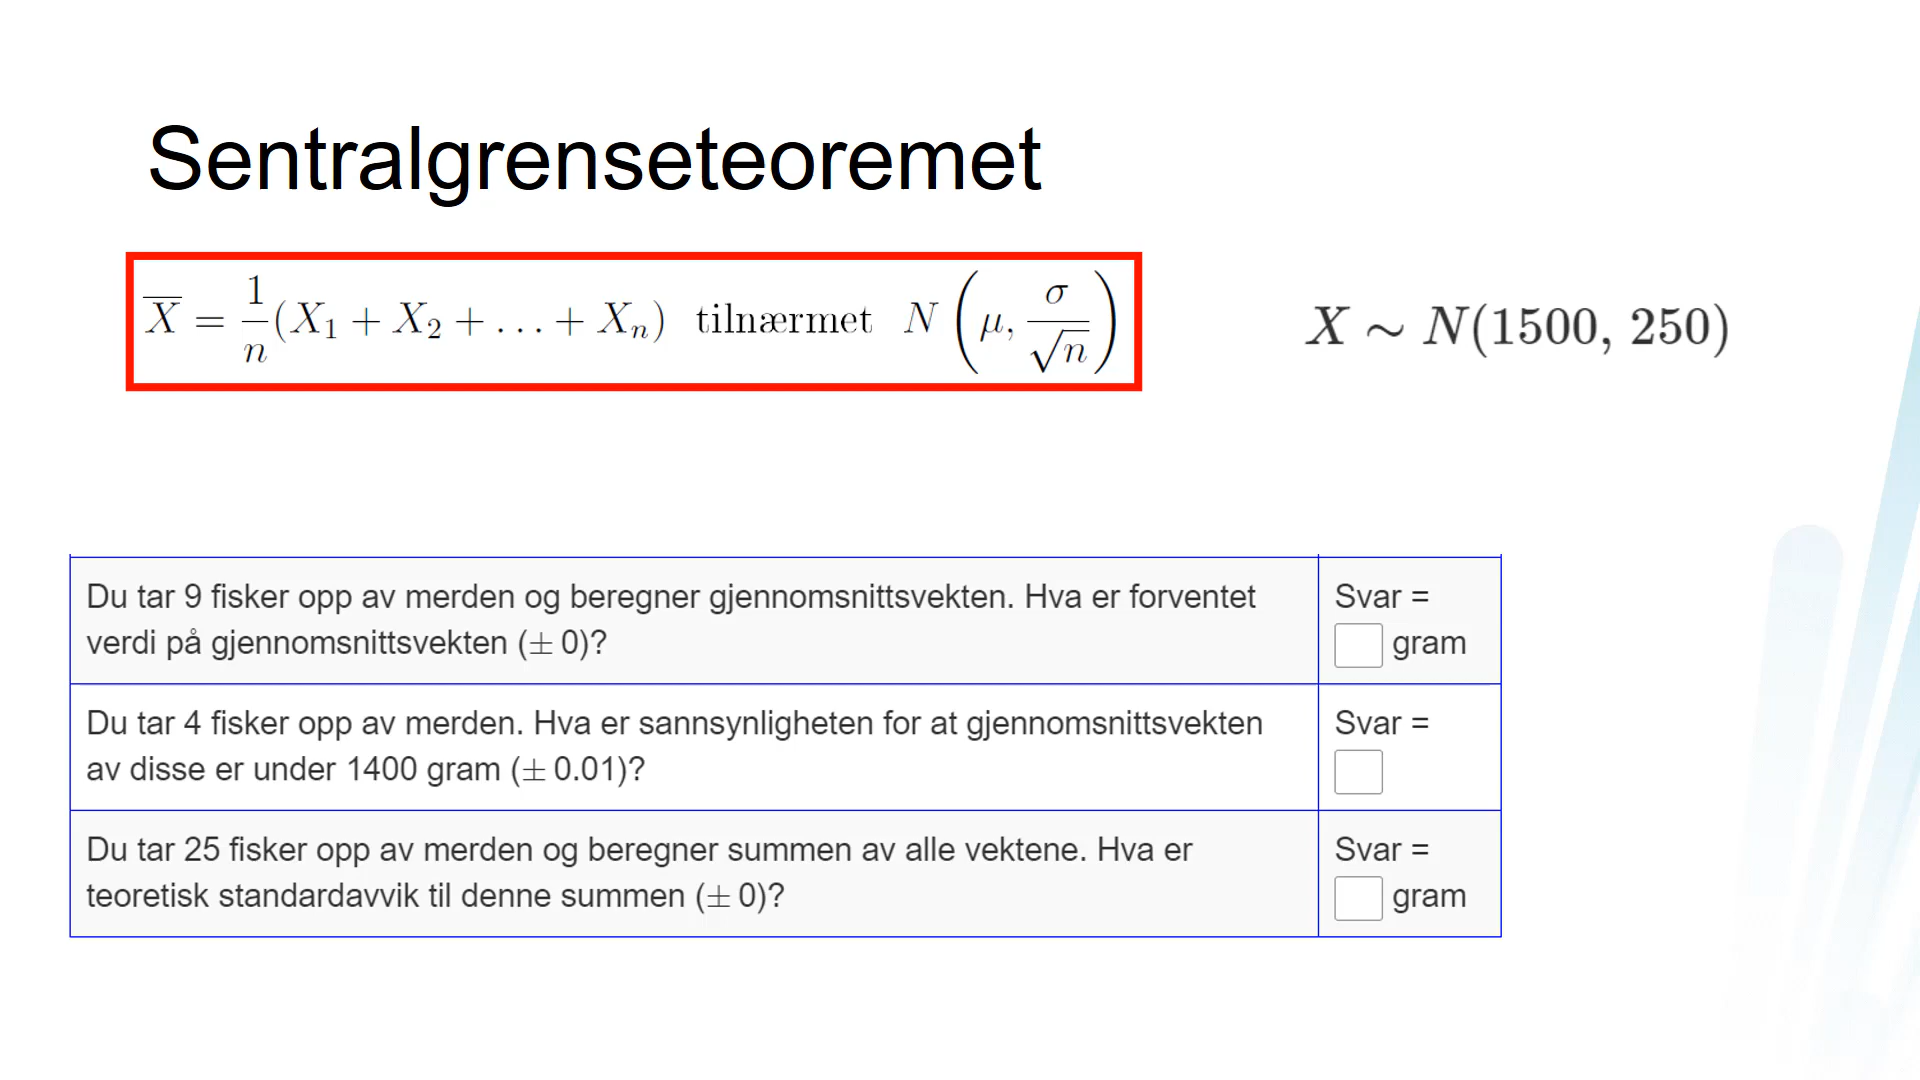 Sentralgrenseteoremet
X̅ = 1/n (X₁ + X₂ + . . . + Xₙ) tilnærmet N (μ, σ/√n)
X ∼ N(1500, 250)
Du tar 9 fisker opp av merden og beregner gjennomsnittsvekten. Hva er forventet
verdi på gjennomsnittsvekten (± 0)?
Svar =
gram
Du tar 4 fisker opp av merden. Hva er sannsynligheten for at gjennomsnittsvekten
av disse er under 1400 gram (± 0.01)?
Svar =
Du tar 25 fisker opp av merden og beregner summen av alle vektene. Hva er
teoretisk standardavvik til denne summen (± 0)?
Svar =
gram